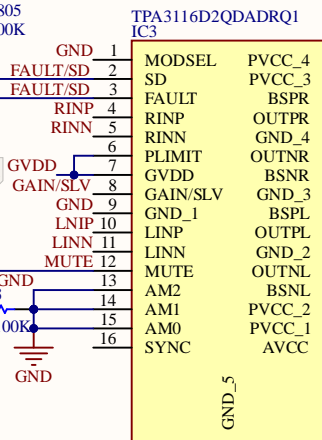 805
00K
TPA3116D2QDADRQ1
IC3
GND 1 MODSEL PVCC_4
FAULT/SD 2 SD PVCC_3
FAULT/SD 3 FAULT BSPR
RINP 4 RINP OUTPR
RINN 5 RINN GND_4
6 PLIMIT OUTNR
GVDD 7 GVDD BSNR
GAIN/SLV 8 GAIN/SLV GND_3
GND 9 GND_1 BSPL
LNIP 10 LINP OUTPL
LINN 11 LINN GND_2
MUTE 12 MUTE OUTNL
GND 13 AM2 BSNL
14 AM1 PVCC_2
00K 15 AM0 PVCC_1
16 SYNC AVCC
GND
GND_5